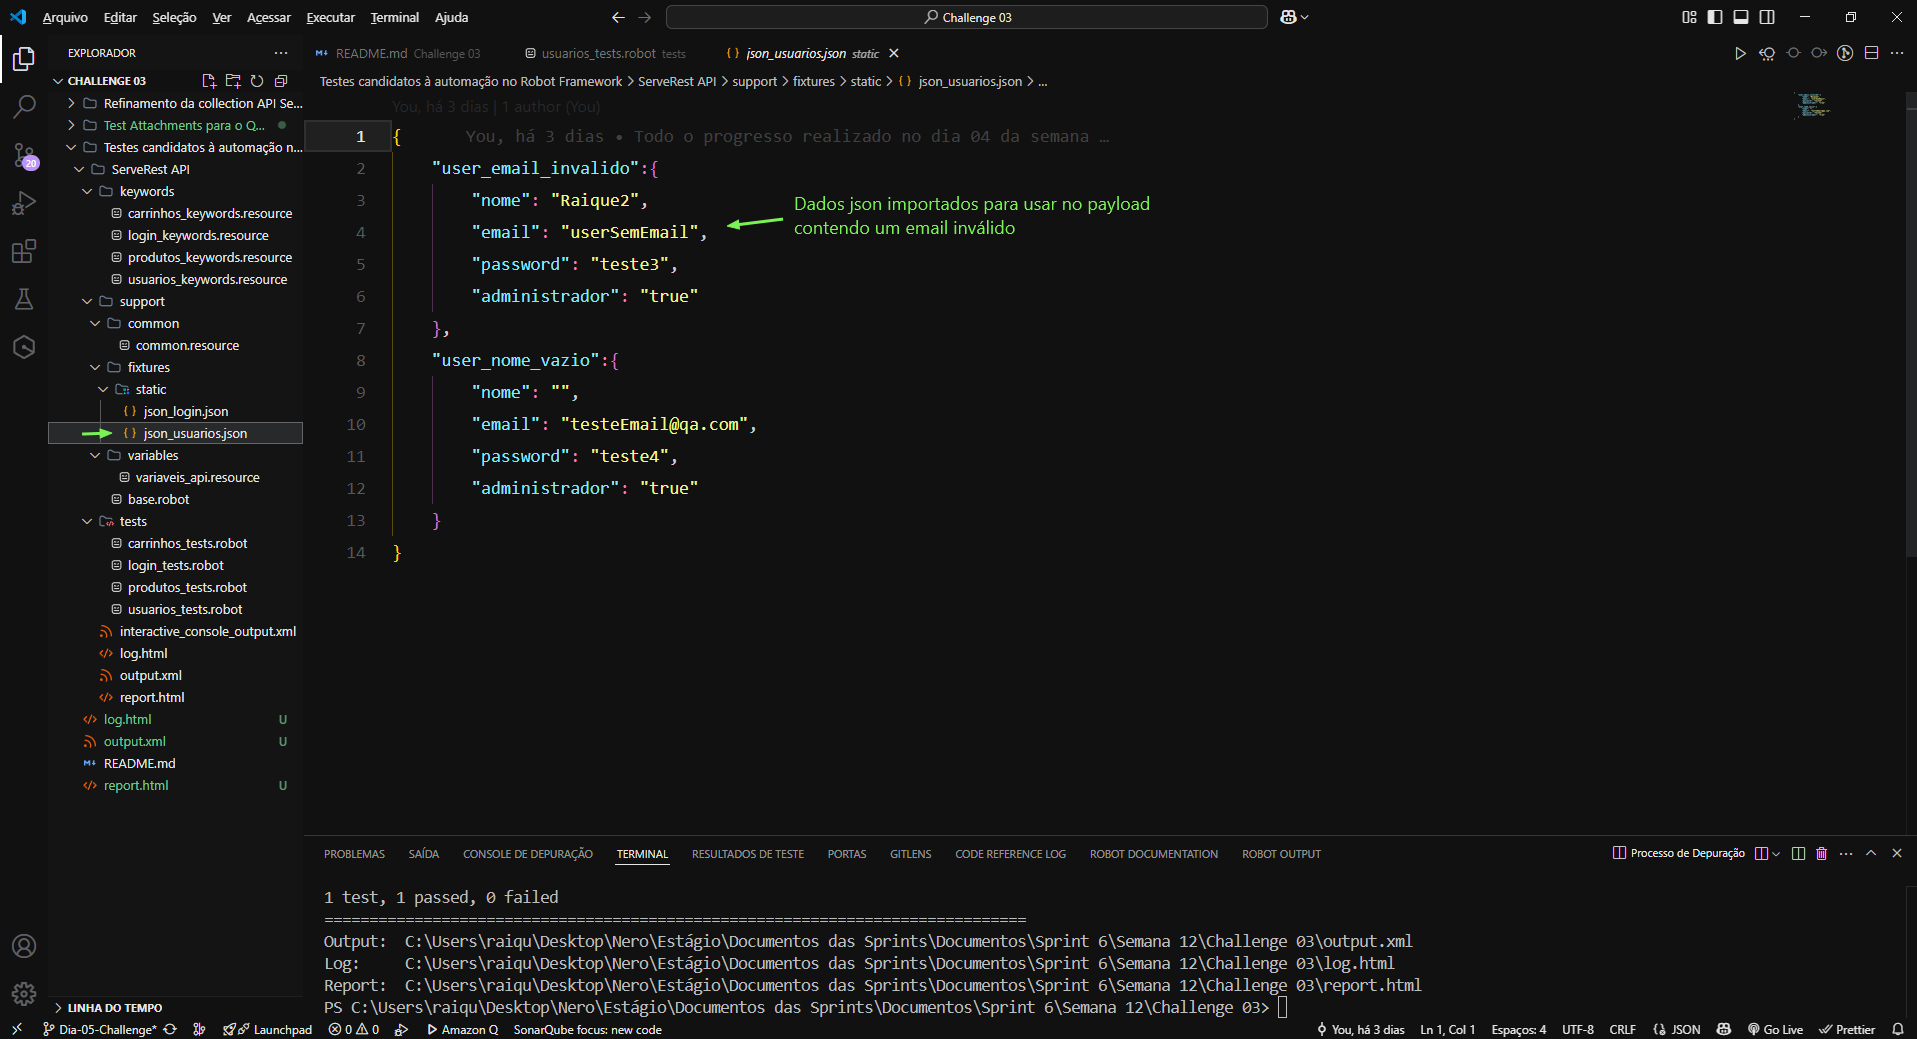 Arquivo Editar Seleção Ver Acessar Executar Terminal Ajuda
Challenge 03
EXPLORADOR
README.md Challenge 03
usuarios_tests.robot tests
json_usuarios.json static
CHALLENGE 03
Testes candidatos à automação no Robot Framework > ServeRest API > support > fixtures > static > json_usuarios.json > ...
Refinamento da collection API Se...
Test Attachments para o Q...
Testes candidatos à automação n...
ServeRest API
keywords
carrinhos_keywords.resource
login_keywords.resource
produtos_keywords.resource
usuarios_keywords.resource
support
common
common.resource
fixtures
static
json_login.json
json_usuarios.json
variables
variaveis_api.resource
base.robot
tests
carrinhos_tests.robot
login_tests.robot
produtos_tests.robot
usuarios_tests.robot
interactive_console_output.xml
log.html
output.xml
report.html
log.html U
output.xml U
README.md
report.html U
LINHA DO TEMPO
20
You, há 3 dias | 1 author (You)
1 { You, há 3 dias • Todo o progresso realizado no dia 04 da semana …
2 "user_email_invalido":{
3 "nome": "Raique2",
4 "email": "userSemEmail",
5 "password": "teste3",
6 "administrador": "true"
7 },
8 "user_nome_vazio":{
9 "nome": "",
10 "email": "testeEmail@qa.com",
11 "password": "teste4",
12 "administrador": "true"
13 }
14 }
Dados json importados para usar no payload
contendo um email inválido
PROBLEMAS SAÍDA CONSOLE DE DEPURAÇÃO TERMINAL RESULTADOS DE TESTE PORTAS GITLENS CODE REFERENCE LOG ROBOT DOCUMENTATION ROBOT OUTPUT
Processo de Depuração
1 test, 1 passed, 0 failed
==============================================================================
Output:  C:\Users\raiqu\Desktop\Nero\Estágio\Documentos das Sprints\Documentos\Sprint 6\Semana 12\Challenge 03\output.xml
Log:     C:\Users\raiqu\Desktop\Nero\Estágio\Documentos das Sprints\Documentos\Sprint 6\Semana 12\Challenge 03\log.html
Report:  C:\Users\raiqu\Desktop\Nero\Estágio\Documentos das Sprints\Documentos\Sprint 6\Semana 12\Challenge 03\report.html
PS C:\Users\raiqu\Desktop\Nero\Estágio\Documentos das Sprints\Documentos\Sprint 6\Semana 12\Challenge 03>
Dia-05-Challenge* Launchpad 0 0 Amazon Q SonarQube focus: new code
You, há 3 dias Ln 1, Col 1 Espaços: 4 UTF-8 CRLF JSON Go Live Prettier